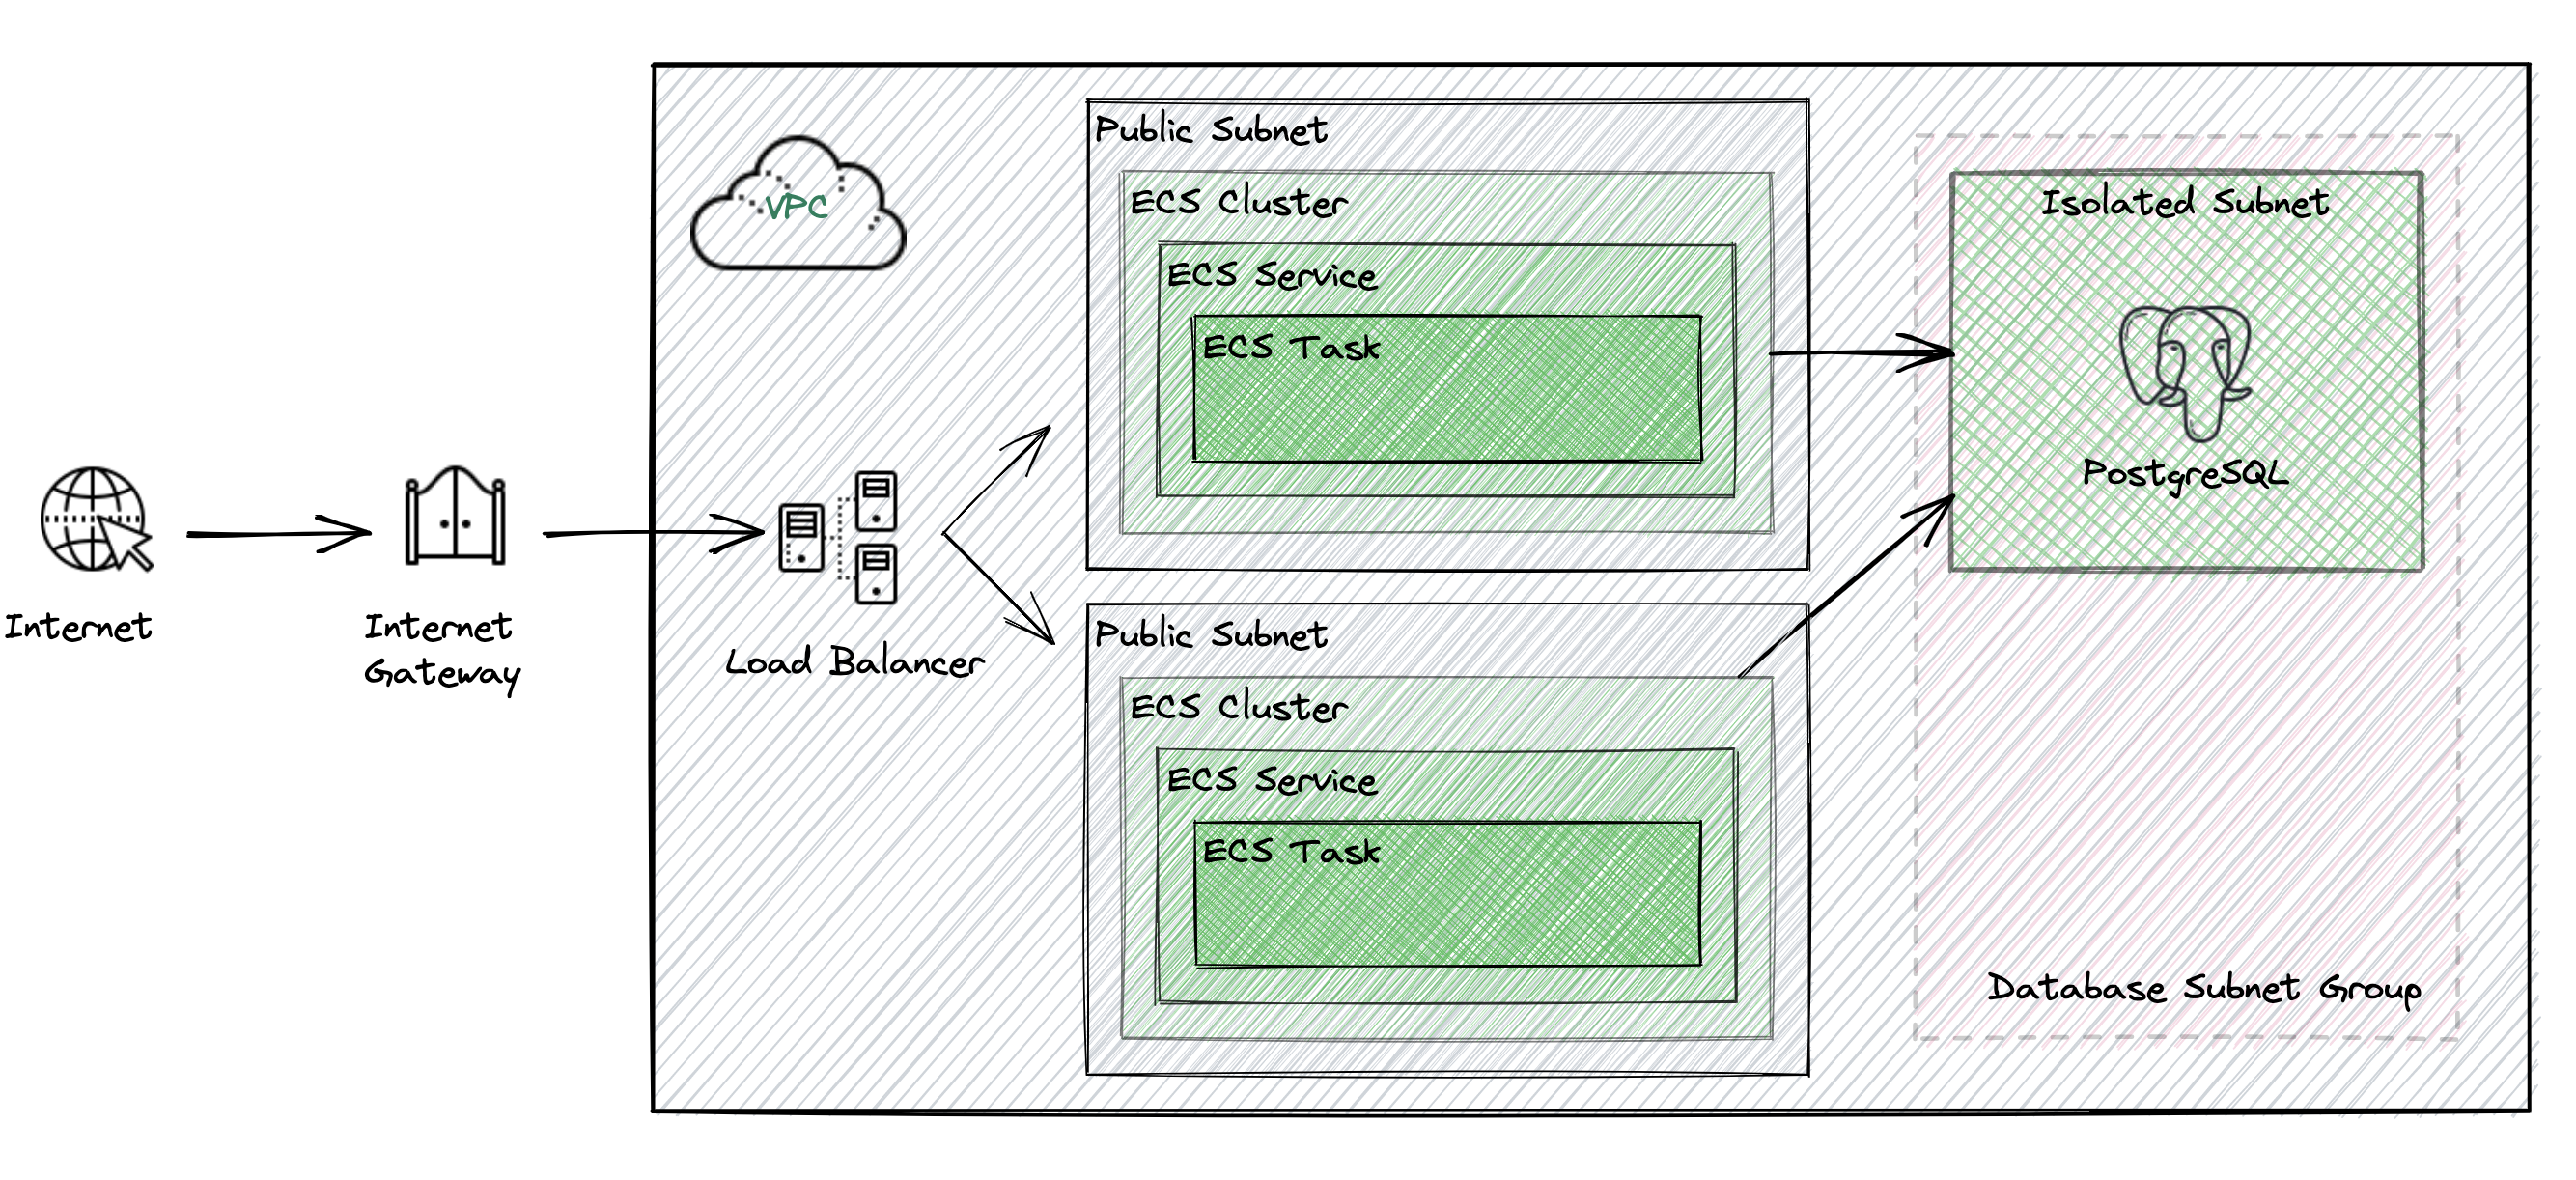 VPC
Internet
Internet
Gateway
Load Balancer
Public Subnet
ECS Cluster
ECS Service
ECS Task
Public Subnet
ECS Cluster
ECS Service
ECS Task
Isolated Subnet
PostgreSQL
Database Subnet Group